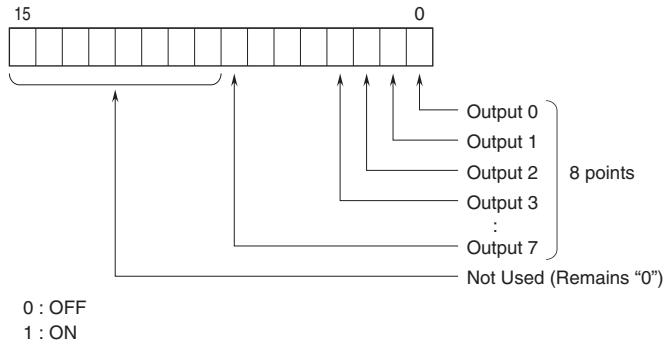 15 0
Output 0
Output 1
Output 2
8 points
Output 3
:
Output 7
Not Used (Remains “0”)
0 : OFF
1 : ON